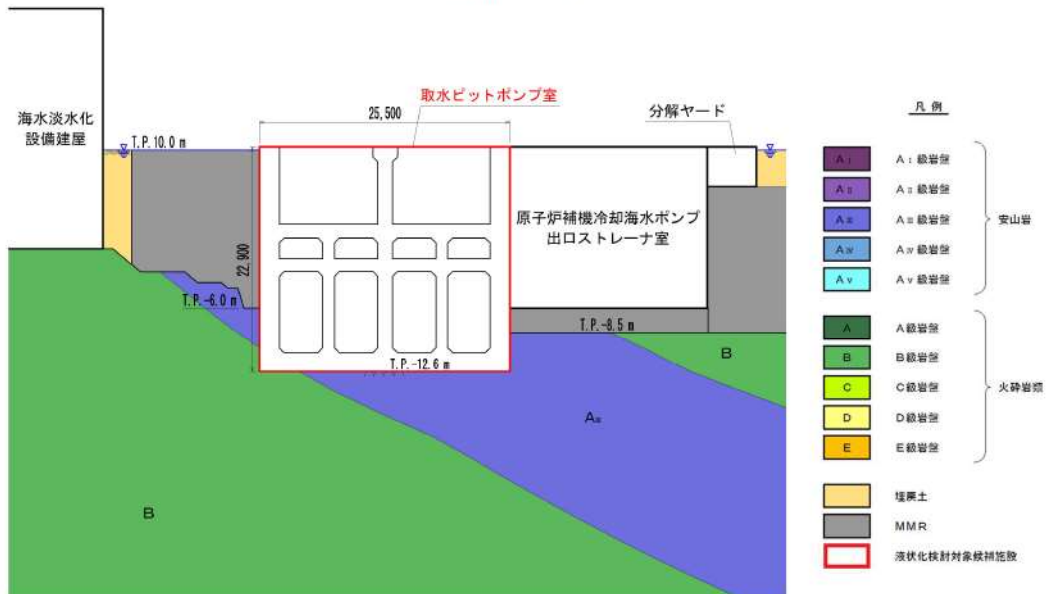 海水淡水化
設備建屋
T.P.10.0 m
取水ピットポンプ室
25,500
22,900
T.P.-6.0 m
T.P.-12.6 m
原子炉補機冷却海水ポンプ
出口ストレーナ室
分解ヤード
T.P.-8.5 m
B
B
AⅢ
凡例
AⅠ AⅠ級岩盤
AⅡ AⅡ級岩盤
AⅢ AⅢ級岩盤
AⅣ AⅣ級岩盤
AⅤ AⅤ級岩盤
安山岩
A A級岩盤
B B級岩盤
C C級岩盤
D D級岩盤
E E級岩盤
火砕岩類
埋戻土
MMR
液状化検討対象候補施設